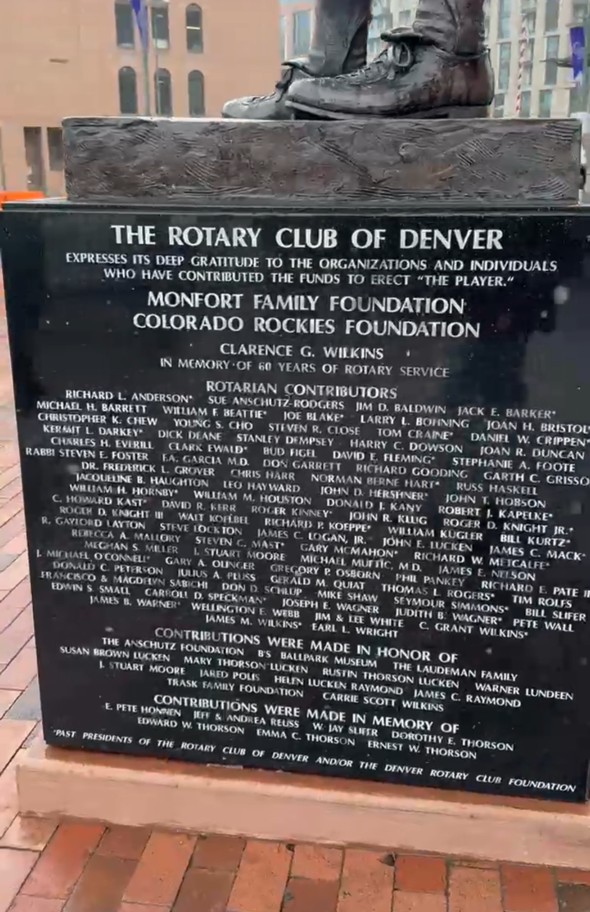 THE ROTARY CLUB OF DENVER
EXPRESSES ITS DEEP GRATITUDE TO THE ORGANIZATIONS AND INDIVIDUALS
WHO HAVE CONTRIBUTED THE FUNDS TO ERECT "THE PLAYER."
MONFORT FAMILY FOUNDATION
COLORADO ROCKIES FOUNDATION
CLARENCE G. WILKINS
IN MEMORY OF 60 YEARS OF ROTARY SERVICE
ROTARIAN CONTRIBUTORS
RICHARD L. ANDERSON* SUE ANSCHUTZ-RODGERS JIM D. BALDWIN JACK E. BARKER*
MICHAEL H. BARRETT WILLIAM F. BEATTIE* JOE BLAKE* LARRY L. BOHNING JOAN H. BRISTOL
CHRISTOPHER K. CHEW YOUNG S. CHO STEVEN R. CLOSE TOM CRAINE* DANIEL W. CRIPPEN*
KERMIT L. DARKEY* DICK DEANE STANLEY DEMPSEY HARRY C. DOWSON JOAN R. DUNCAN
CHARLES H. EVERILL CLARK EWALD* BUD FIGEL DAVID E. FLEMING* STEPHANIE A. FOOTE
RABBI STEVEN E. FOSTER F.A. GARCIA M.D. DON GARRETT RICHARD GOODING GARTH C. GRISSO
DR. FREDERICK L. GROVER CHRIS HARR NORMAN BERNE HART* RUSS HASKELL
JACQUELINE B. HAUGHTON LEO HAYWARD JOHN D. HERSHNER* JOHN T. HOBSON
WILLIAM H. HORNBY* WILLIAM M. HOUSTON DONALD J. KANY ROBERT J. KAPELKE*
C. HOWARD KAST* DAVID R. KERR ROGER KINNEY* JOHN R. KLUG ROGER D. KNIGHT JR.*
ROGER D. KNIGHT III WALT KOELBEL RICHARD P. KOEPPE* WILLIAM KUGLER BILL KURTZ*
R. GAYLORD LAYTON STEVE LOCKTON JAMES C. LOGAN, JR. JOHN E. LUCKEN JAMES C. MACK*
REBECCA A. MALLORY STEVEN C. MAST* GARY MCMAHON* RICHARD W. METCALFE*
MEGHAN S. MILLER J. STUART MOORE MICHAEL MUFTIC, M.D. JAMES E. NELSON
J. MICHAEL O'CONNELL* GARY A. OLINGER GREGORY P. OSBORN PHIL PANKEY RICHARD E. PATE II
DONALD C. PETERSON JULIUS A. PLUSS GERALD M. QUIAT THOMAS L. ROGERS* TIM ROLFS
FRANCISCO & MAGDELYN SABICHI DON D. SCHLUP MIKE SHAW SEYMOUR SIMMONS* BILL SLIFER
EDWIN S. SMALL CARROLL D. SPECKMAN* JOSEPH E. WAGNER JUDITH B. WAGNER* PETE WALL
JAMES B. WARNER* WELLINGTON E. WEBB JIM & LEE WHITE C. GRANT WILKINS*
JAMES M. WILKINS* EARL L. WRIGHT
CONTRIBUTIONS WERE MADE IN HONOR OF
THE ANSCHUTZ FOUNDATION B'S BALLPARK MUSEUM THE LAUDEMAN FAMILY
SUSAN BROWN LUCKEN MARY THORSON LUCKEN RUSTIN THORSON LUCKEN WARNER LUNDEEN
J. STUART MOORE JARED POLIS HELEN LUCKEN RAYMOND JAMES C. RAYMOND
TRASK FAMILY FOUNDATION CARRIE SCOTT WILKINS
CONTRIBUTIONS WERE MADE IN MEMORY OF
E. PETE HONNEN JEFF & ANDREA REUSS W. JAY SLIFER DOROTHY E. THORSON
EDWARD W. THORSON EMMA C. THORSON ERNEST W. THORSON
*PAST PRESIDENTS OF THE ROTARY CLUB OF DENVER AND/OR THE DENVER ROTARY CLUB FOUNDATION